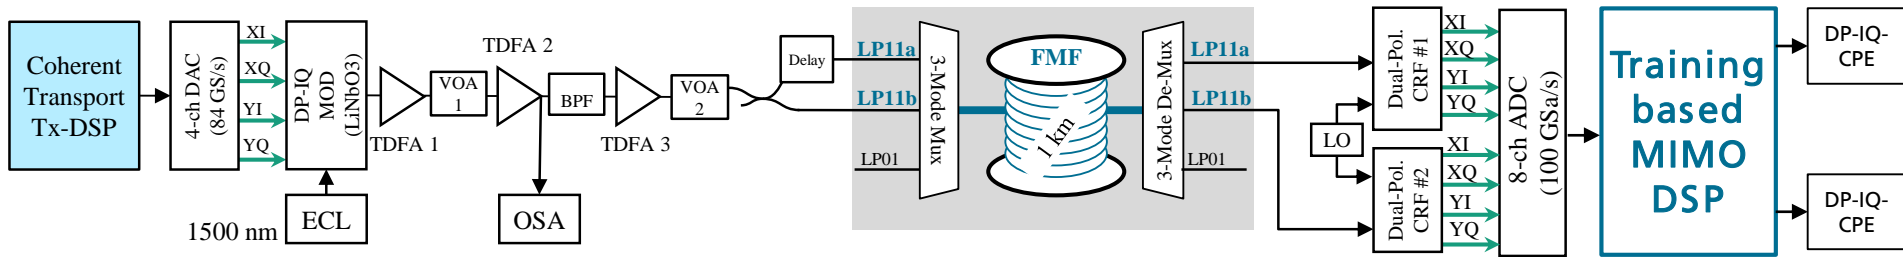 Coherent
Transport
Tx-DSP
4-ch DAC
(84 GS/s)
XI
XQ
YI
YQ
DP-IQ
MOD
(LiNbO3)
1500 nm
ECL
TDFA 1
VOA
1
TDFA 2
OSA
BPF
TDFA 3
VOA
2
Delay
LP11a
LP11b
LP01
3-Mode Mux
FMF
1 km
3-Mode De-Mux
LP11a
LP11b
LP01
LO
Dual-Pol.
CRF #1
XI
XQ
YI
YQ
Dual-Pol.
CRF #2
XI
XQ
YI
YQ
8-ch ADC
(100 GSa/s)
Training
based
MIMO
DSP
DP-IQ-
CPE
DP-IQ-
CPE